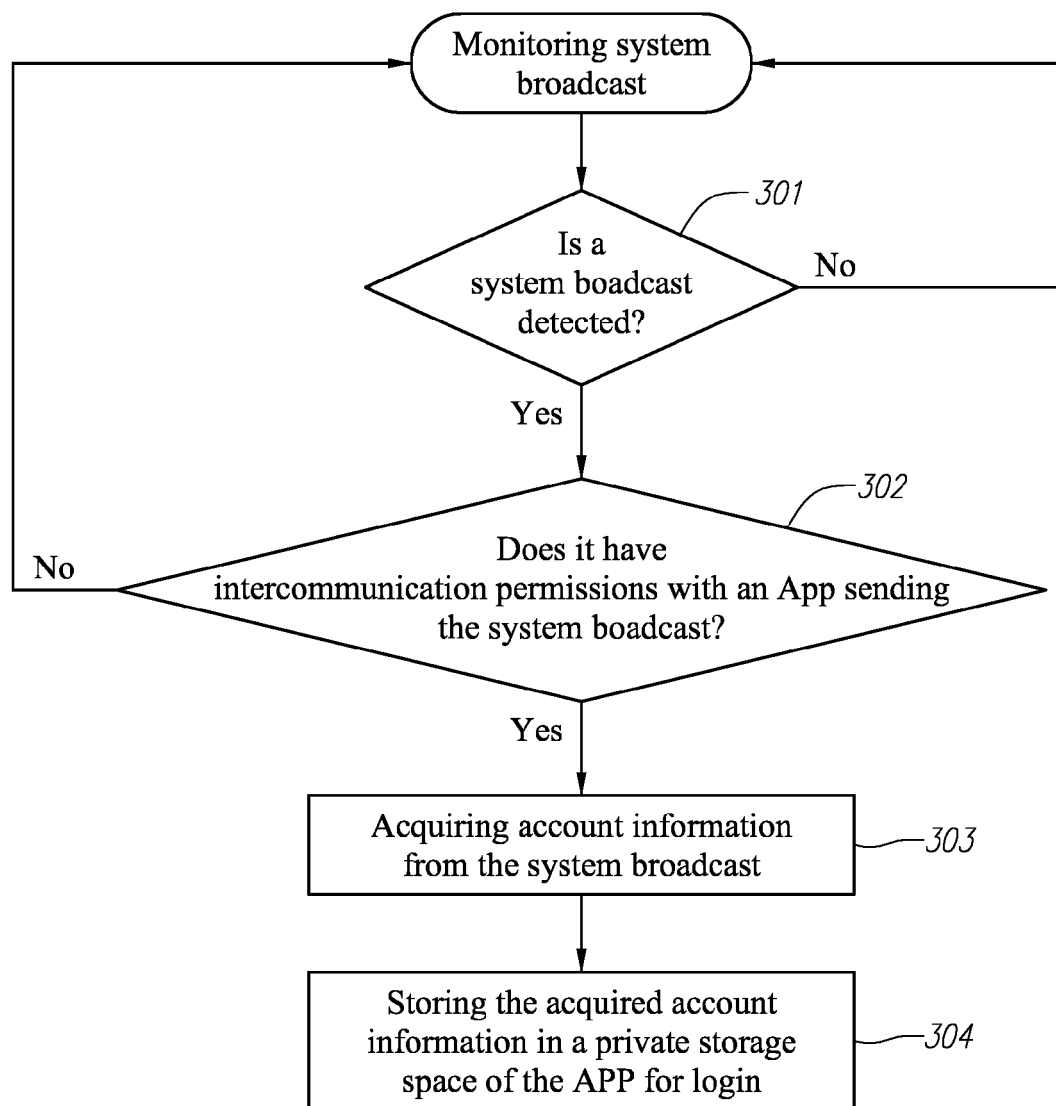 Monitoring system
broadcast
301
Is a
system boadcast
detected?
No
Yes
302
Does it have
intercommunication permissions with an App sending
the system boadcast?
No
Yes
Acquiring account information
from the system broadcast
303
Storing the acquired account
information in a private storage
space of the APP for login
304